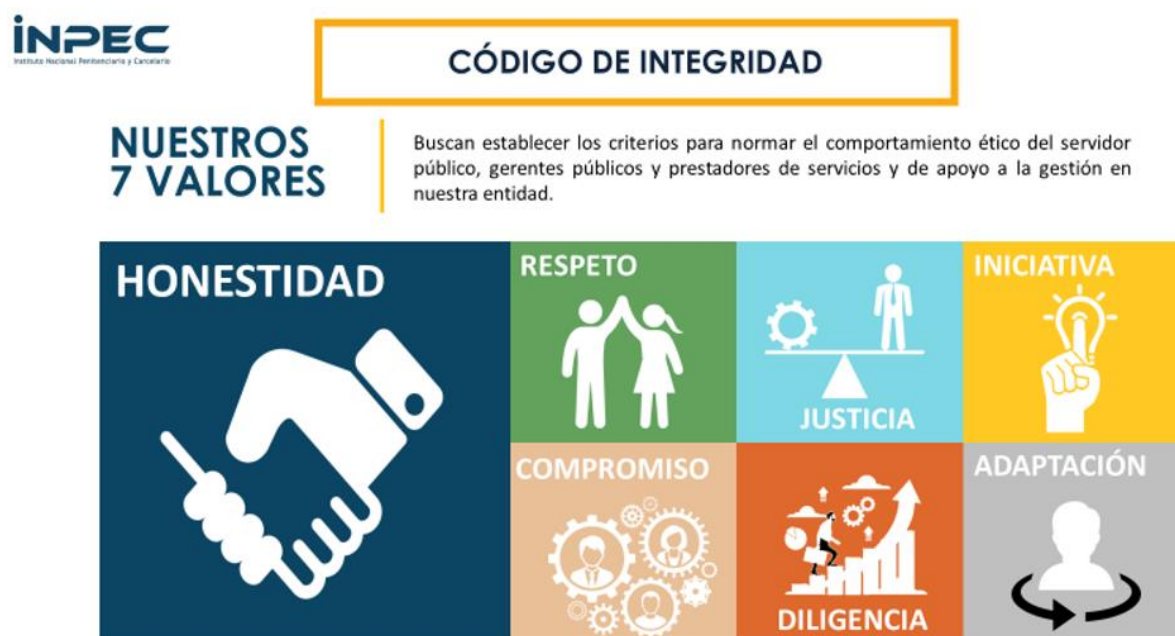 INPEC
Instituto Nacional Penitenciario y Carcelario
CÓDIGO DE INTEGRIDAD
NUESTROS
7 VALORES
Buscan establecer los criterios para normar el comportamiento ético del servidor
público, gerentes públicos y prestadores de servicios y de apoyo a la gestión en
nuestra entidad.
HONESTIDAD
RESPETO
JUSTICIA
INICIATIVA
COMPROMISO
DILIGENCIA
ADAPTACIÓN